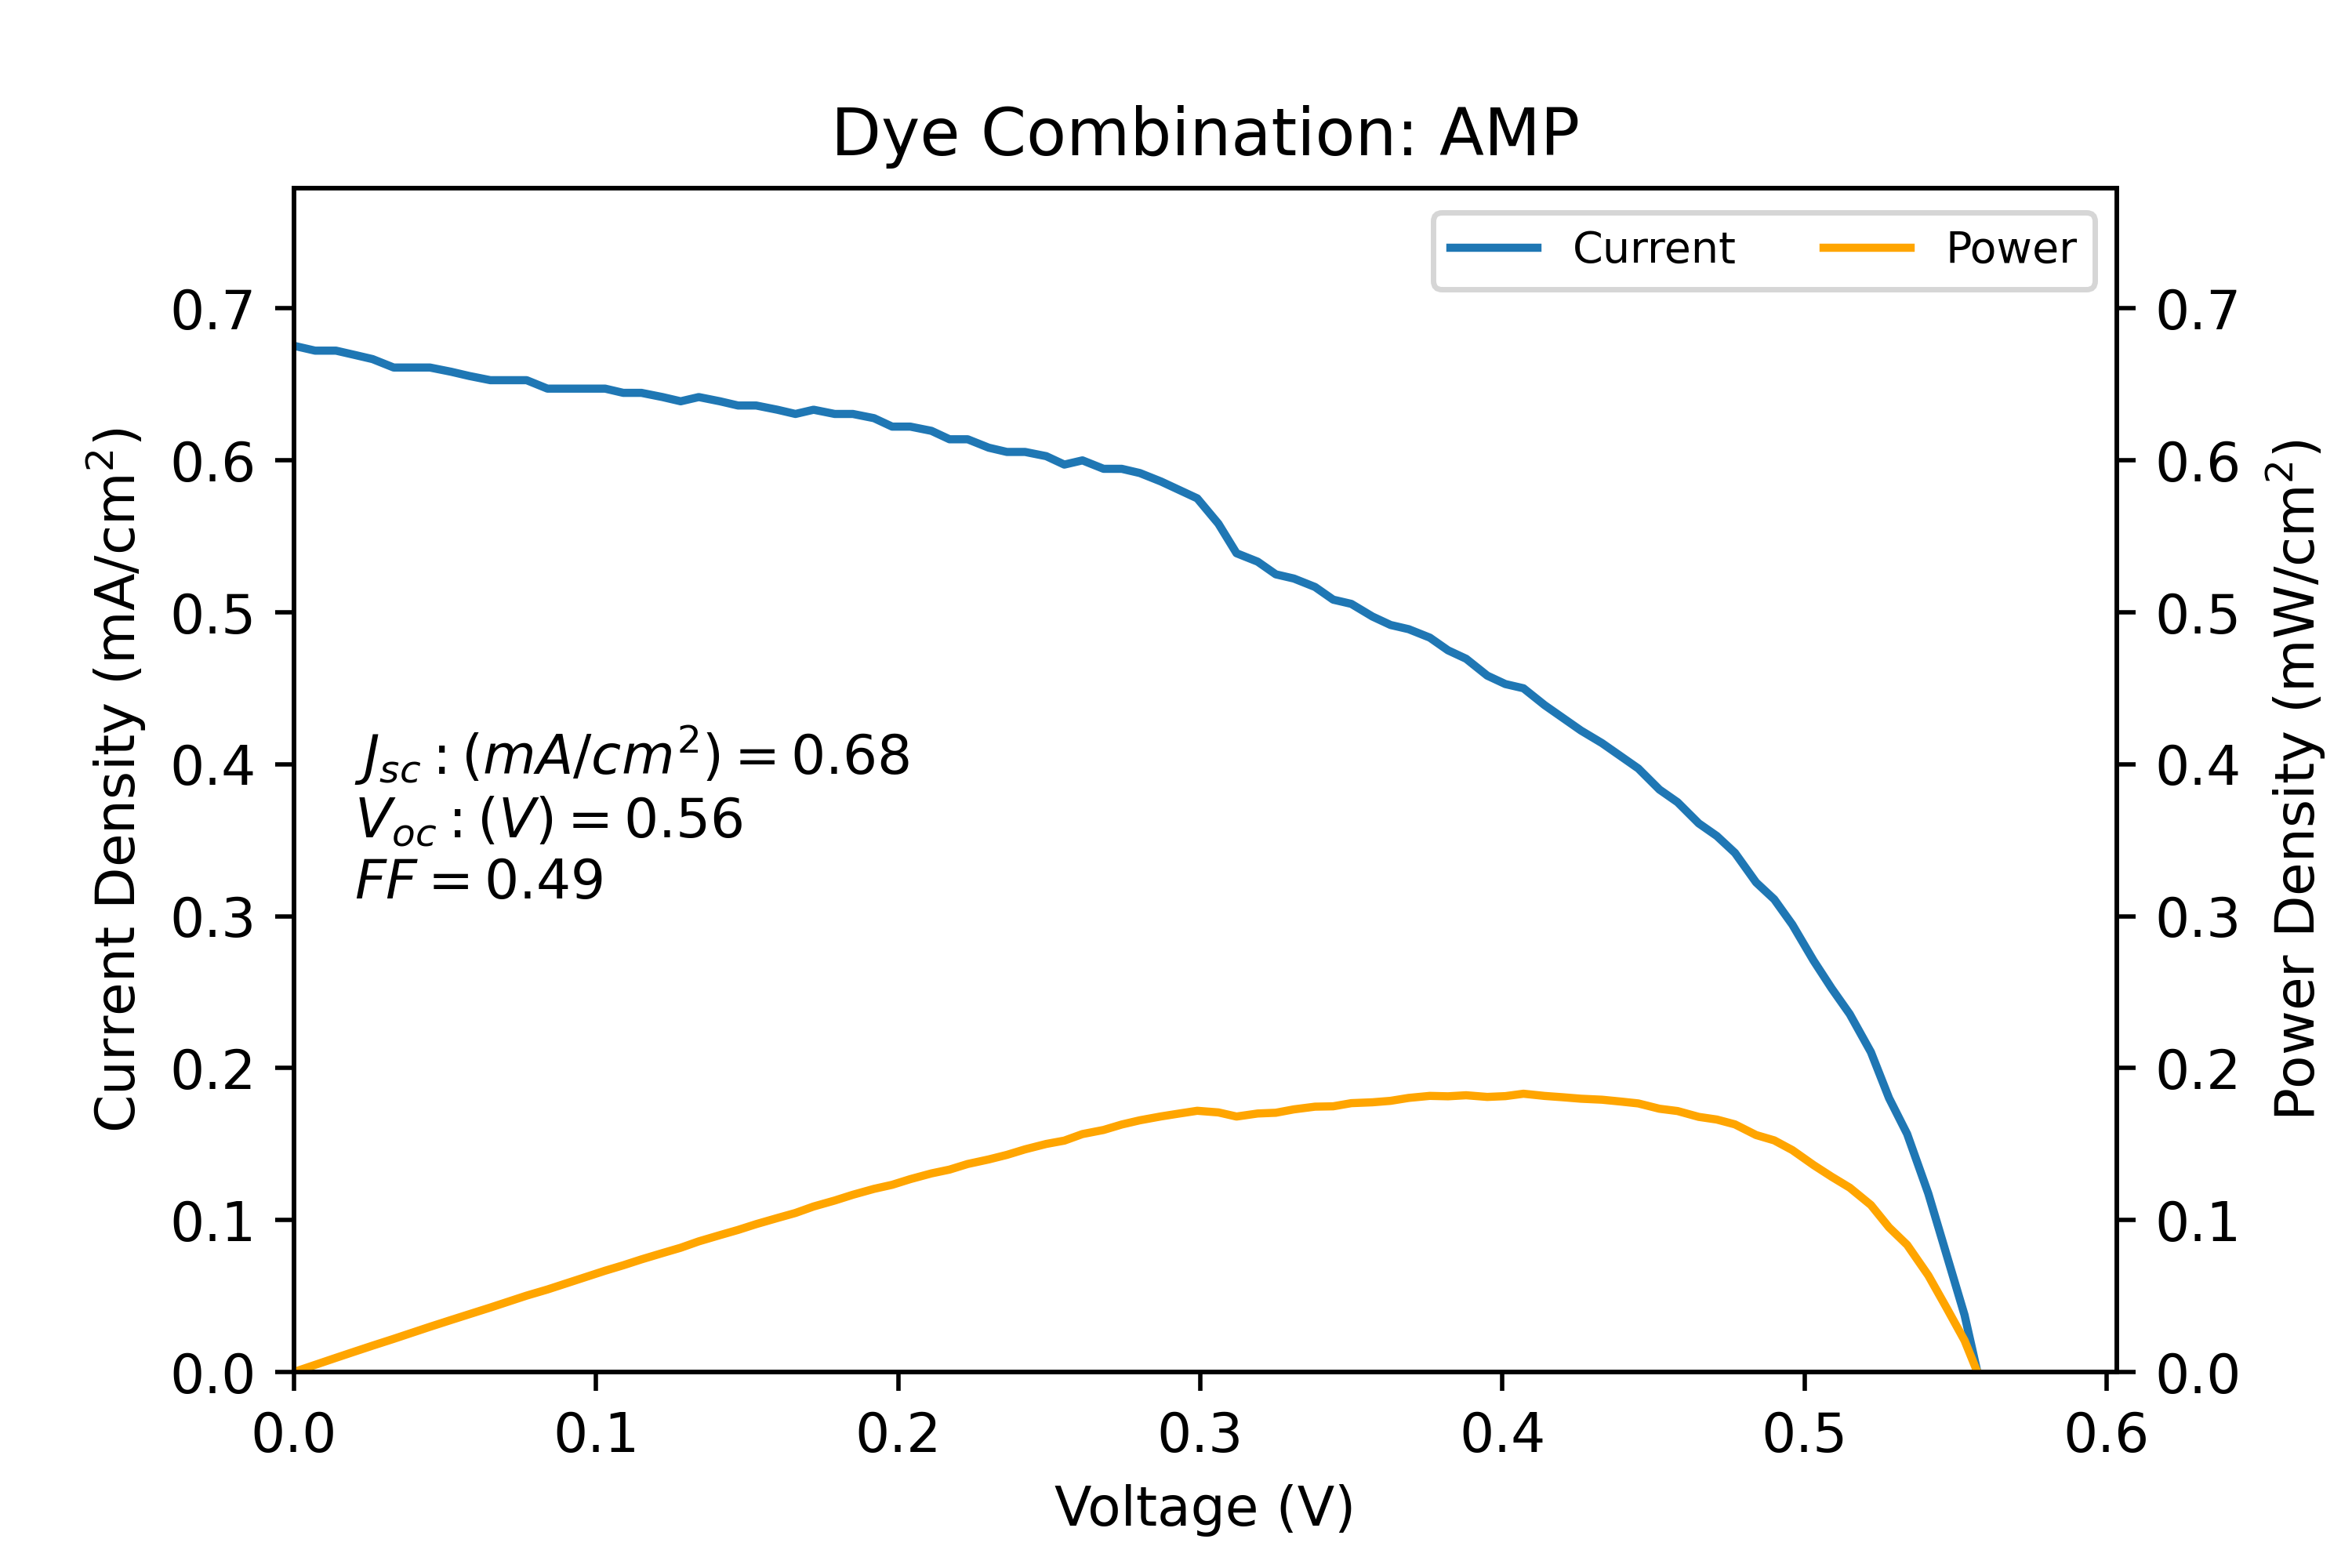 Dye Combination: AMP
Current
Power
Current Density (mA/cm²)
0.7
0.6
0.5
0.4
0.3
0.2
0.1
0.0
J_sc : (mA/cm²) = 0.68
V_oc : (V) = 0.56
FF = 0.49
0.7
0.6
0.5
0.4
0.3
0.2
0.1
0.0
Power Density (mW/cm²)
0.0 0.1 0.2 0.3 0.4 0.5 0.6
Voltage (V)